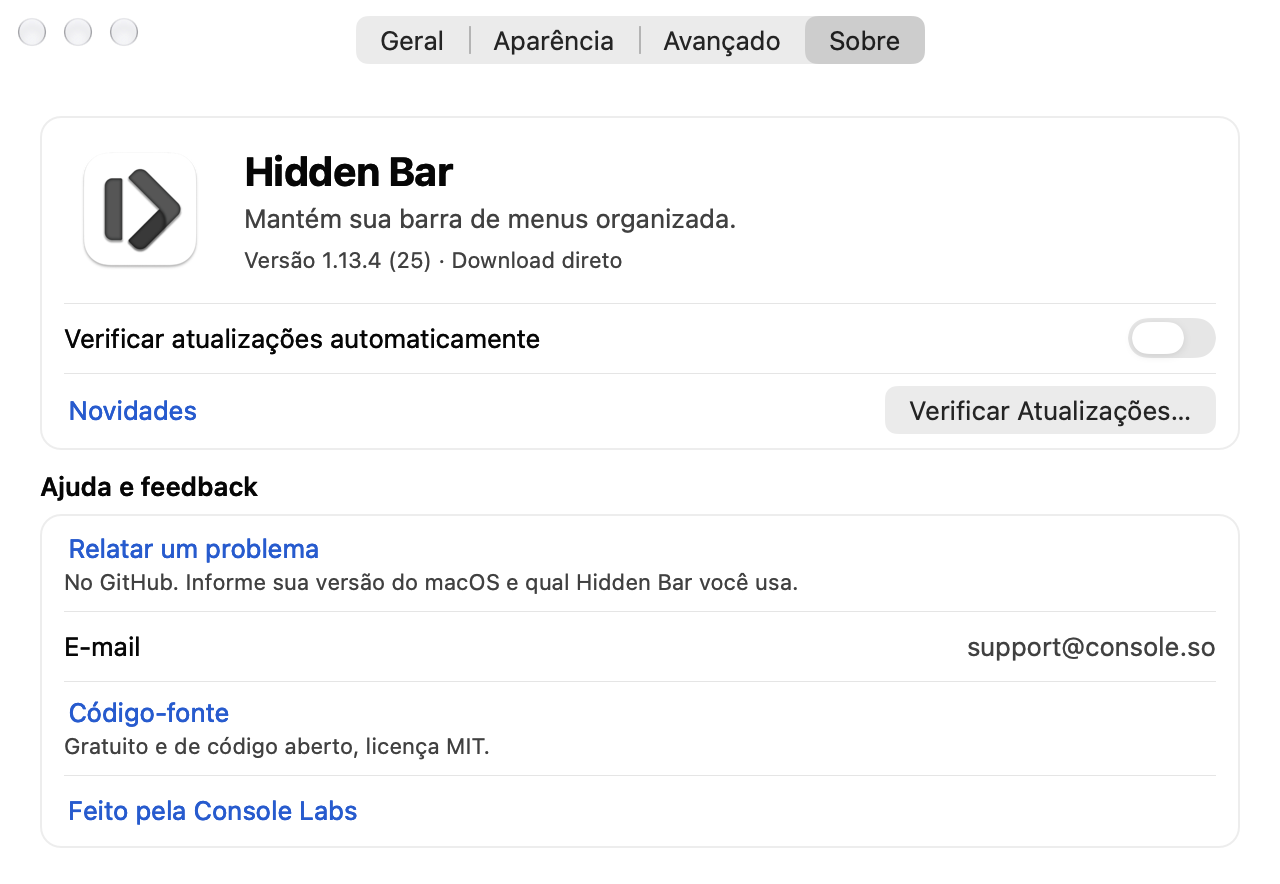 Geral
Aparência
Avançado
Sobre
Hidden Bar
Mantém sua barra de menus organizada.
Versão 1.13.4 (25) · Download direto
Verificar atualizações automaticamente
Novidades
Verificar Atualizações...
Ajuda e feedback
Relatar um problema
No GitHub. Informe sua versão do macOS e qual Hidden Bar você usa.
E-mail
support@console.so
Código-fonte
Gratuito e de código aberto, licença MIT.
Feito pela Console Labs